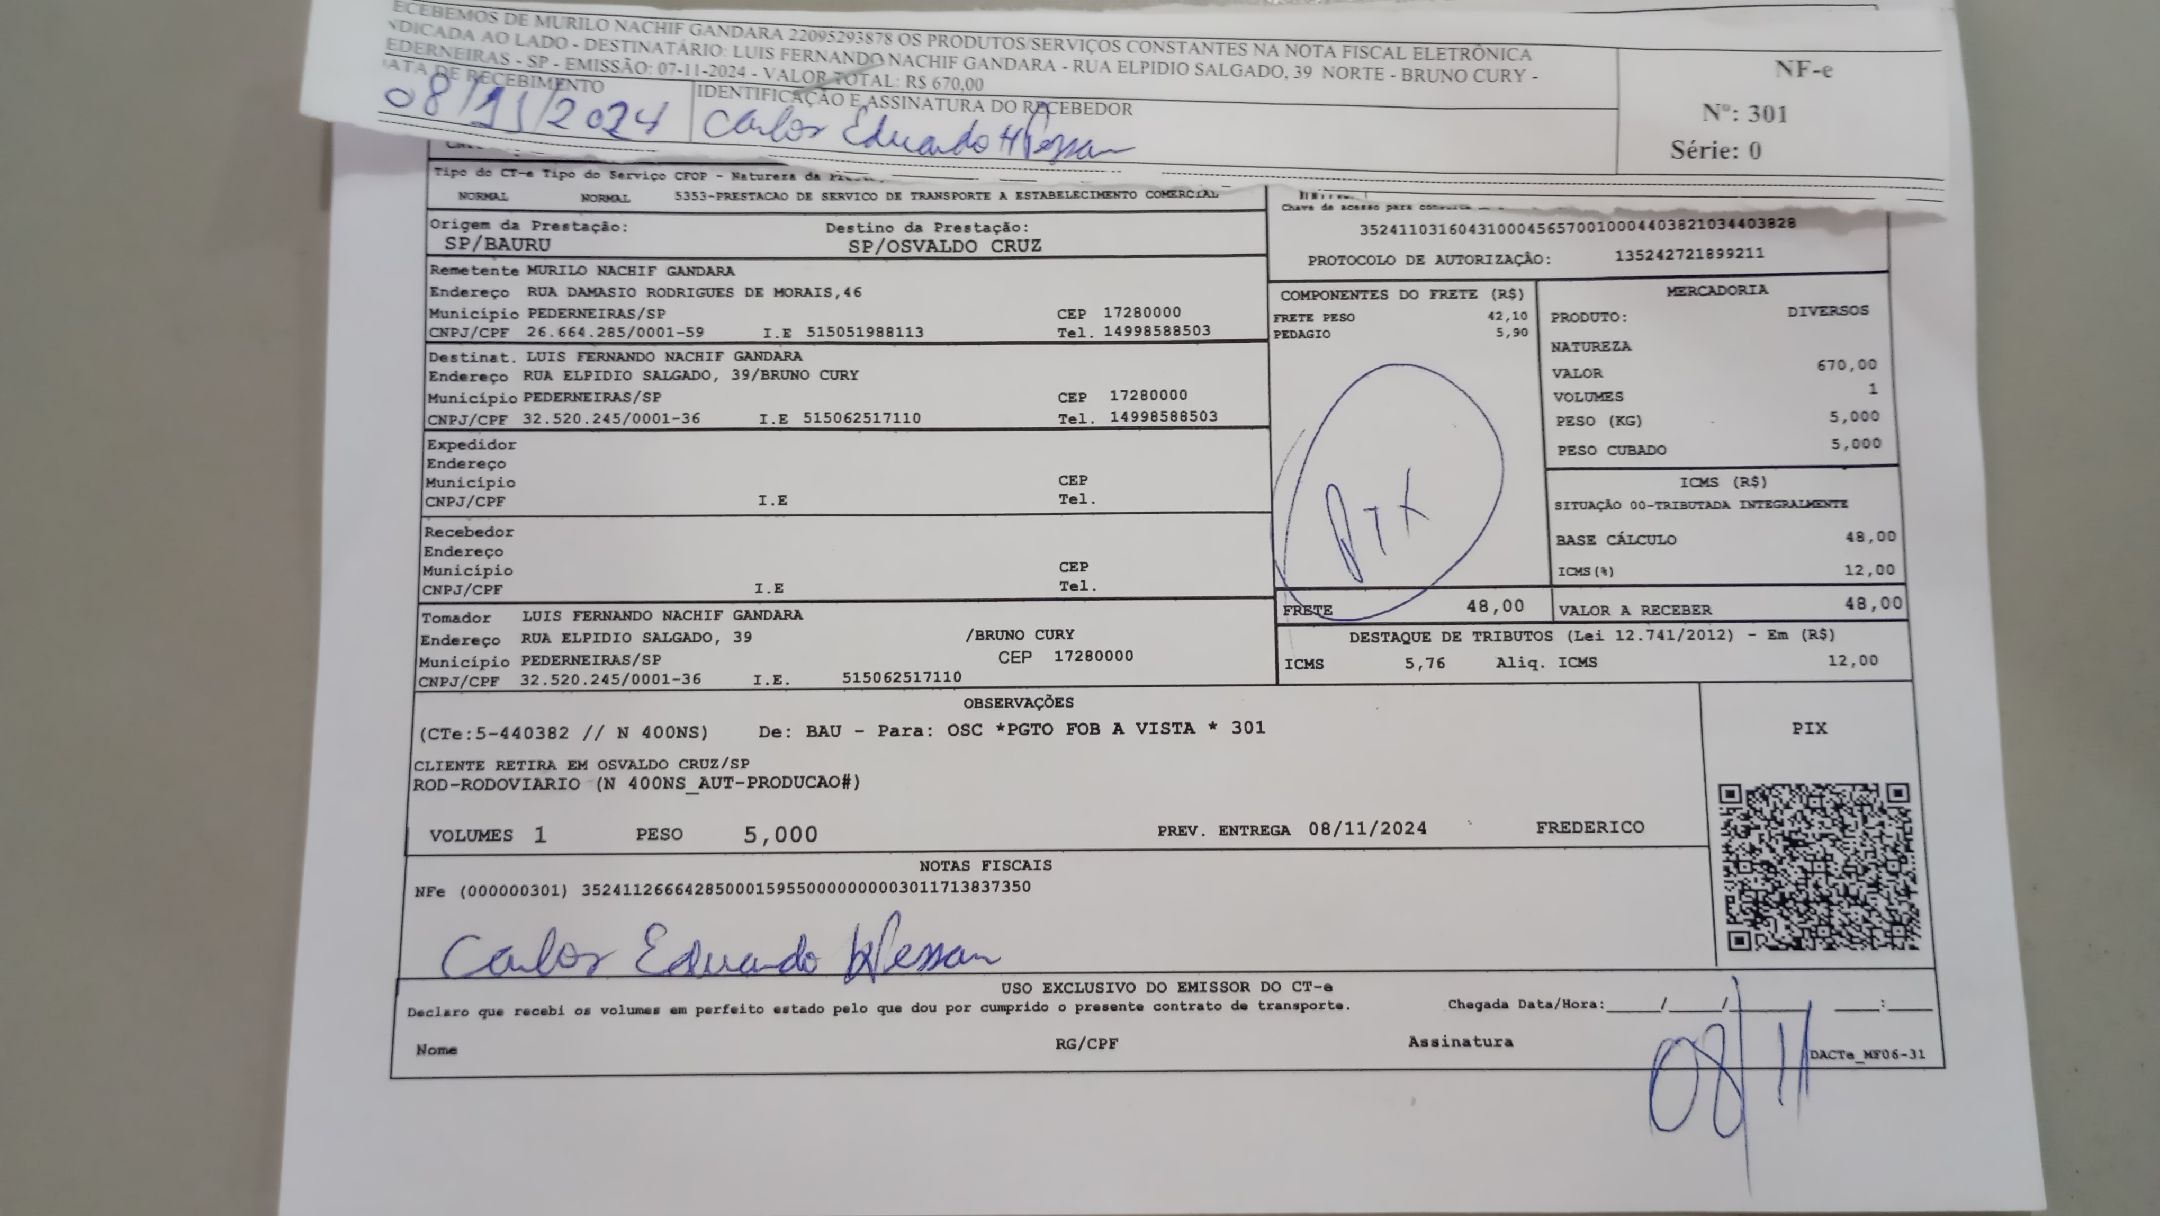 ECEBEMOS DE MURILO NACHIF GANDARA 22095293878 OS PRODUTOS/SERVIÇOS CONSTANTES NA NOTA FISCAL ELETRÔNICA
NDICADA AO LADO - DESTINATÁRIO: LUIS FERNANDO NACHIF GANDARA - RUA ELPIDIO SALGADO, 39 NORTE - BRUNO CURY -
EDERNEIRAS - SP - EMISSÃO: 07-11-2024 - VALOR TOTAL: R$ 670,00
ATA DE RECEBIMENTO IDENTIFICAÇÃO E ASSINATURA DO RECEBEDOR
08/11/2024 Carlos Eduardo
NF-e
Nº: 301
Série: 0
Tipo do CT-e Tipo do Serviço CFOP - Natureza da
NORMAL NORMAL 5353-PRESTACAO DE SERVICO DE TRANSPORTE A ESTABELECIMENTO COMERCIAL
Chave de acesso para
35241103160431000456570010004403821034403828
PROTOCOLO DE AUTORIZAÇÃO: 135242721899211
Origem da Prestação: Destino da Prestação:
SP/BAURU SP/OSVALDO CRUZ
Remetente MURILO NACHIF GANDARA
Endereço RUA DAMASIO RODRIGUES DE MORAIS,46
Município PEDERNEIRAS/SP CEP 17280000
CNPJ/CPF 26.664.285/0001-59 I.E 515051988113 Tel. 14998588503
Destinat. LUIS FERNANDO NACHIF GANDARA
Endereço RUA ELPIDIO SALGADO, 39/BRUNO CURY
Município PEDERNEIRAS/SP CEP 17280000
CNPJ/CPF 32.520.245/0001-36 I.E 515062517110 Tel. 14998588503
Expedidor
Endereço
Município CEP
CNPJ/CPF I.E Tel.
Recebedor
Endereço
Município CEP
CNPJ/CPF I.E Tel.
Tomador LUIS FERNANDO NACHIF GANDARA
Endereço RUA ELPIDIO SALGADO, 39 /BRUNO CURY
Município PEDERNEIRAS/SP CEP 17280000
CNPJ/CPF 32.520.245/0001-36 I.E. 515062517110
COMPONENTES DO FRETE (R$)
FRETE PESO 42,10
PEDAGIO 5,90
FRETE 48,00
MERCADORIA
PRODUTO: DIVERSOS
NATUREZA
VALOR 670,00
VOLUMES 1
PESO (KG) 5,000
PESO CUBADO 5,000
ICMS (R$)
SITUAÇÃO 00-TRIBUTADA INTEGRALMENTE
BASE CÁLCULO 48,00
ICMS(%) 12,00
VALOR A RECEBER 48,00
DESTAQUE DE TRIBUTOS (Lei 12.741/2012) - Em (R$)
ICMS 5,76 Aliq. ICMS 12,00
OBSERVAÇÕES
(CTe:5-440382 // N 400NS) De: BAU - Para: OSC *PGTO FOB A VISTA * 301
CLIENTE RETIRA EM OSVALDO CRUZ/SP
ROD-RODOVIARIO (N 400NS_AUT-PRODUCAO#)
VOLUMES 1 PESO 5,000 PREV. ENTREGA 08/11/2024 FREDERICO
PIX
NOTAS FISCAIS
NFe (000000301) 35241126664285000159550000000003011713837350
Carlos Eduardo
USO EXCLUSIVO DO EMISSOR DO CT-e
Declaro que recebi os volumes em perfeito estado pelo que dou por cumprido o presente contrato de transporte. Chegada Data/Hora:_____/_____/_______ ____:____
08/11
Nome RG/CPF Assinatura DACTe_MF06-31